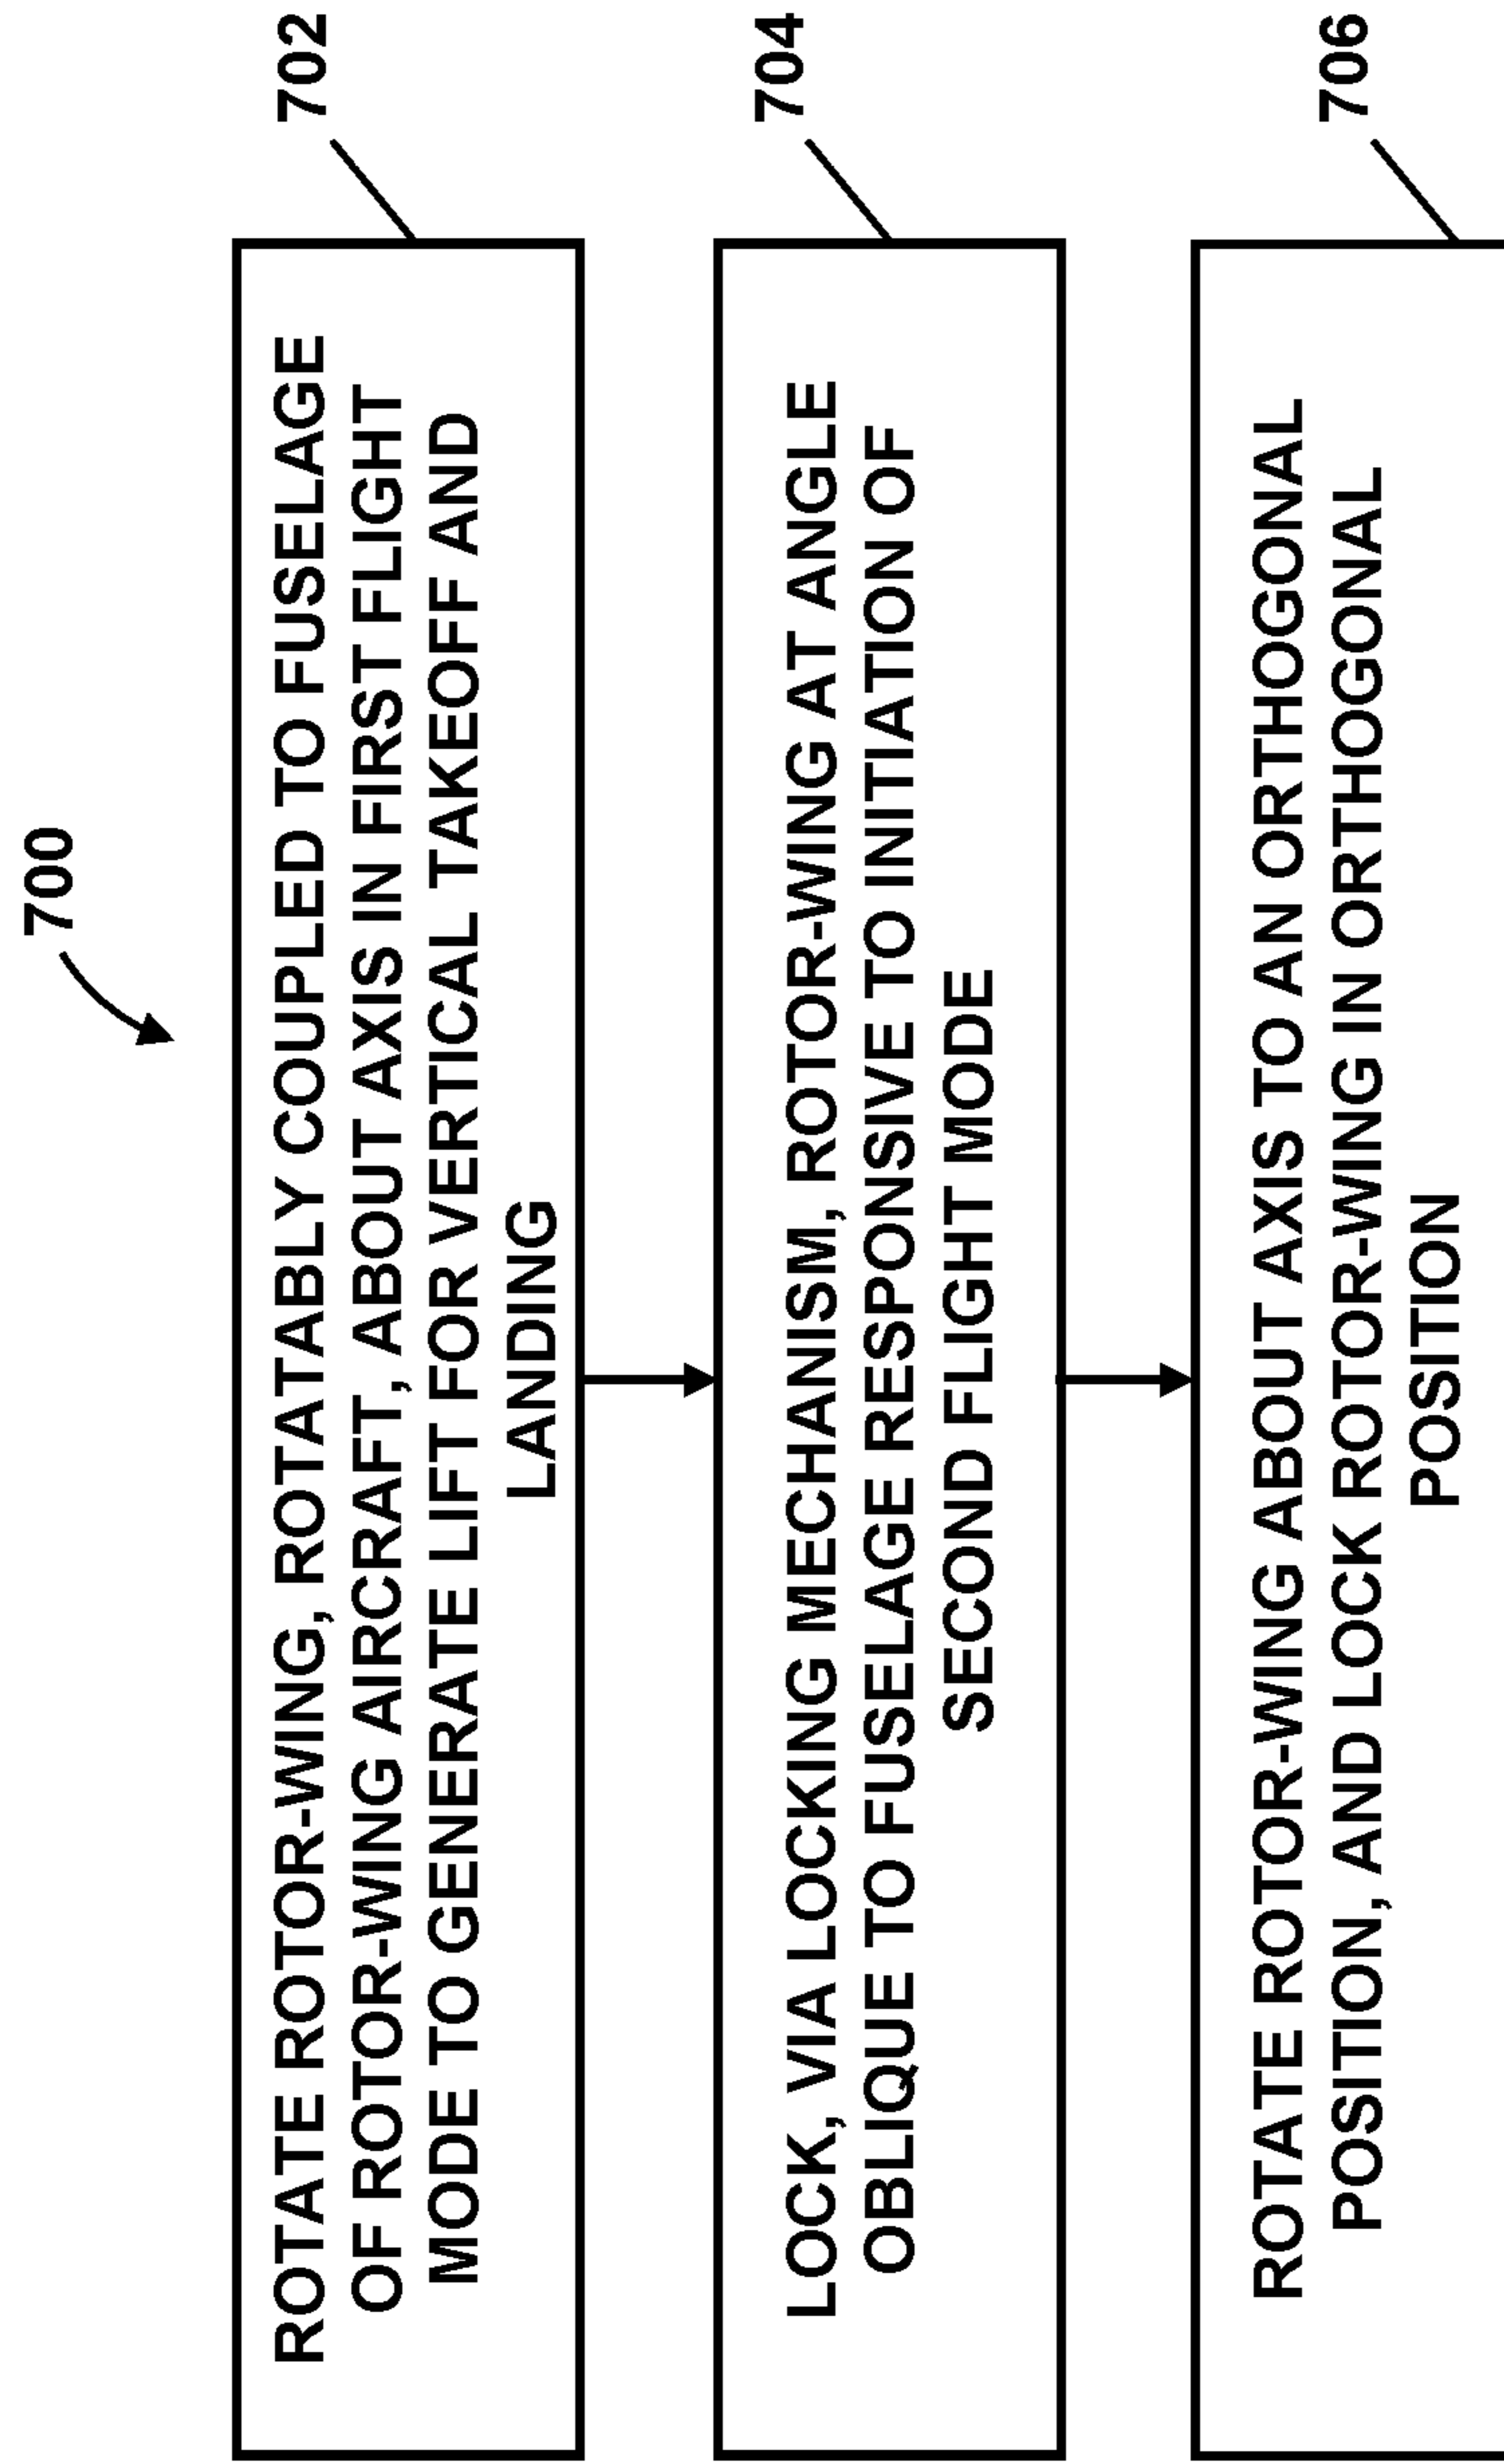 700
702
ROTATE ROTOR-WING, ROTATABLY COUPLED TO FUSELAGE
OF ROTOR-WING AIRCRAFT, ABOUT AXIS IN FIRST FLIGHT
MODE TO GENERATE LIFT FOR VERTICAL TAKEOFF AND
LANDING
704
LOCK, VIA LOCKING MECHANISM, ROTOR-WING AT ANGLE
OBLIQUE TO FUSELAGE RESPONSIVE TO INITIATION OF
SECOND FLIGHT MODE
706
ROTATE ROTOR-WING ABOUT AXIS TO AN ORTHOGONAL
POSITION, AND LOCK ROTOR-WING IN ORTHOGONAL
POSITION